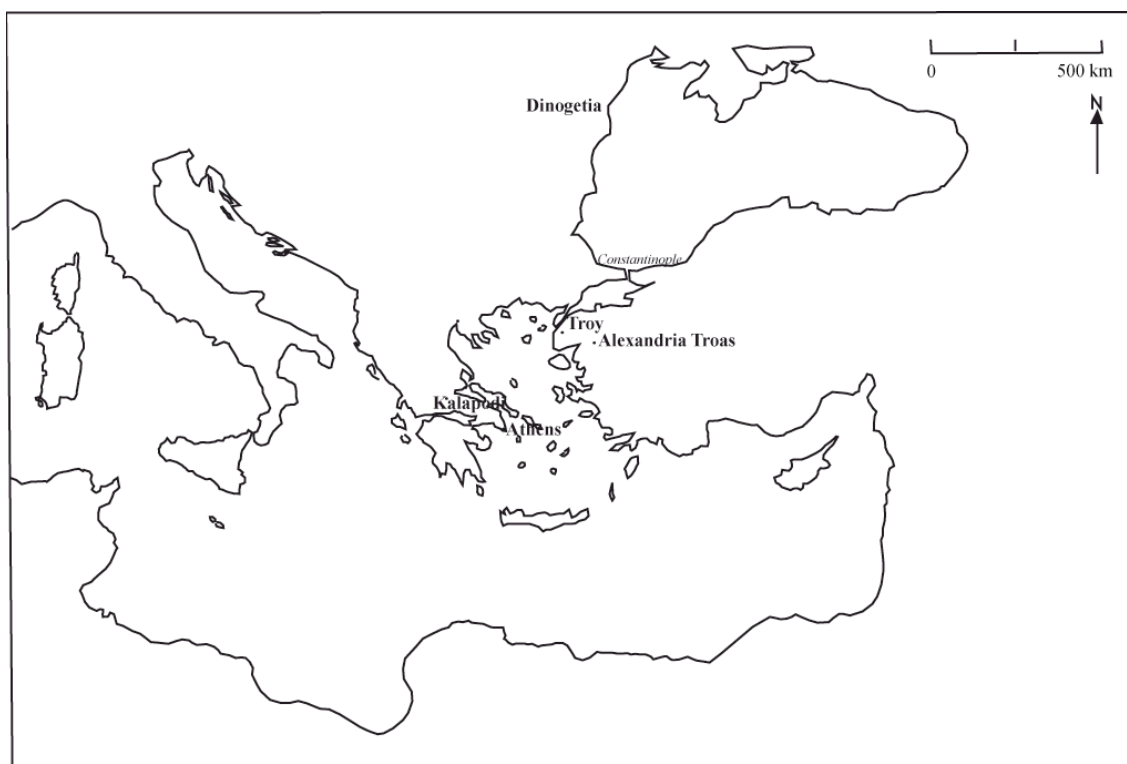 0 500 km
N
Dinogetia
Constantinople
Troy
Alexandria Troas
Kalapodi
Athens